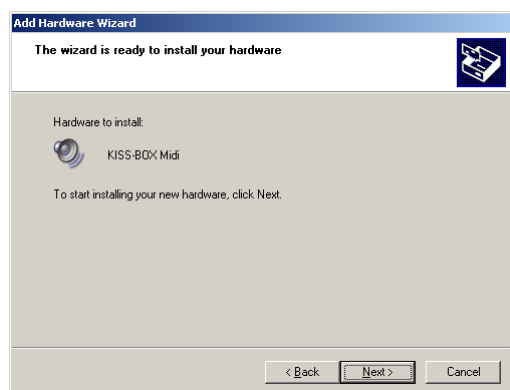 Add Hardware Wizard
The wizard is ready to install your hardware
Hardware to install:
KISS-BOX Midi
To start installing your new hardware, click Next.
< Back
Next >
Cancel